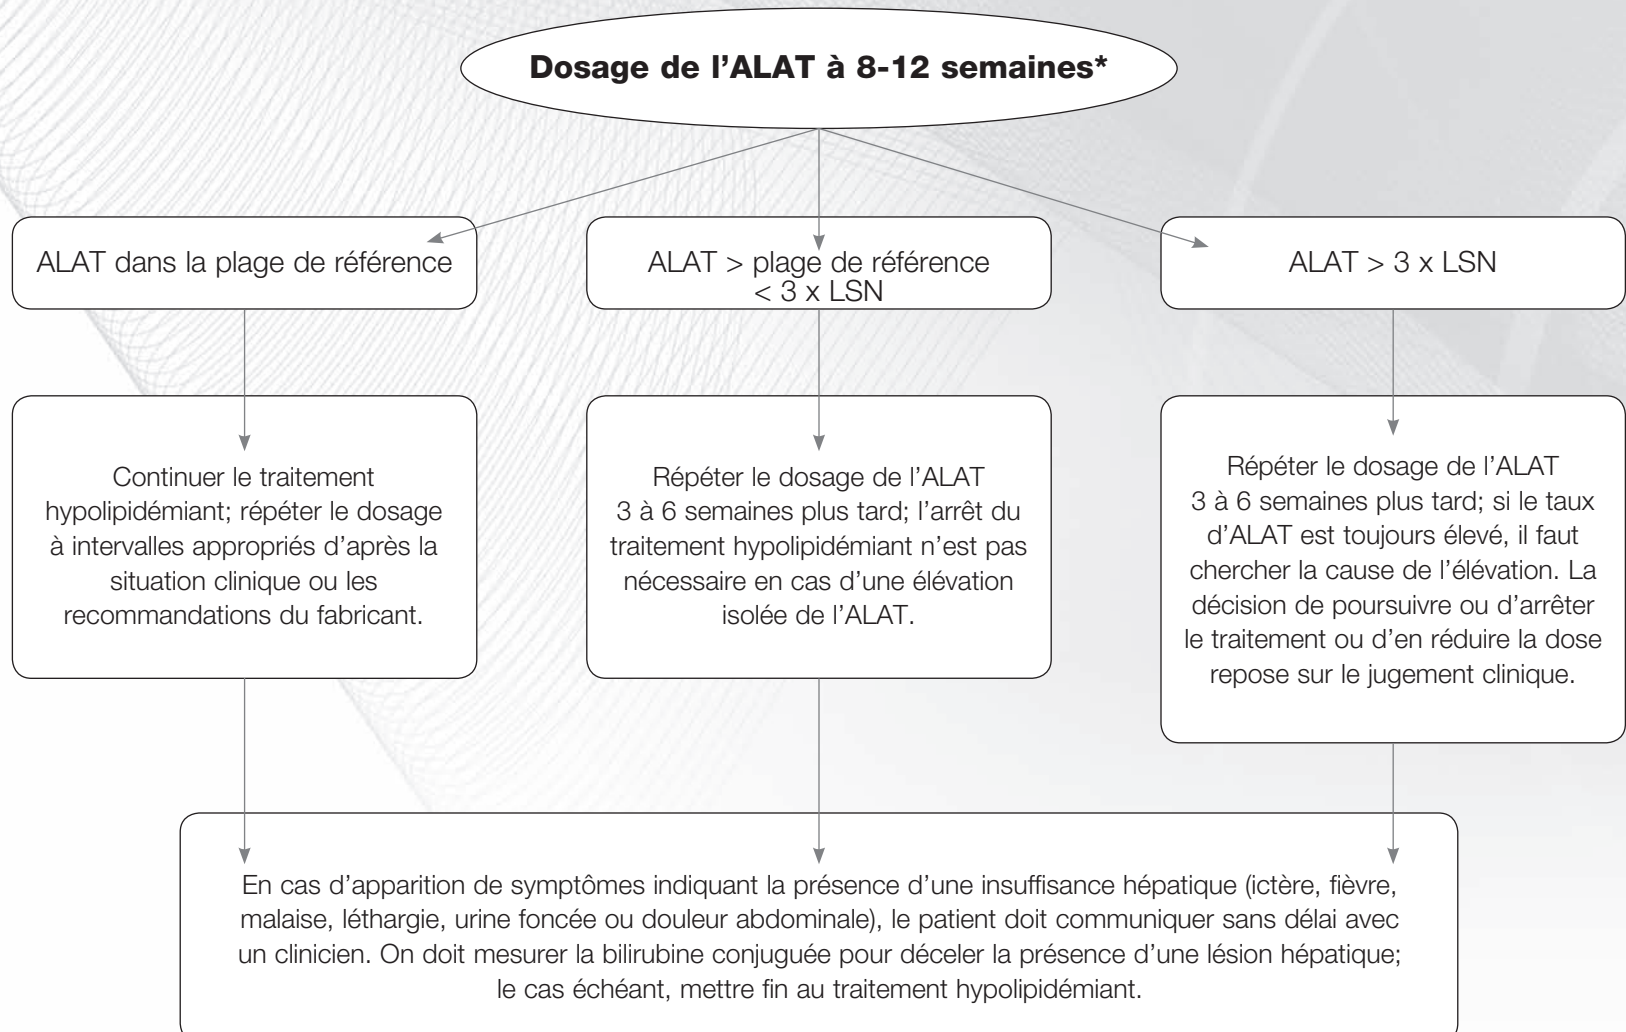 Dosage de l'ALAT à 8-12 semaines*
ALAT dans la plage de référence
ALAT > plage de référence
< 3 x LSN
ALAT > 3 x LSN
Continuer le traitement
hypolipidémiant; répéter le dosage
à intervalles appropriés d'après la
situation clinique ou les
recommandations du fabricant.
Répéter le dosage de l'ALAT
3 à 6 semaines plus tard; l'arrêt du
traitement hypolipidémiant n'est pas
nécessaire en cas d'une élévation
isolée de l'ALAT.
Répéter le dosage de l'ALAT
3 à 6 semaines plus tard; si le taux
d'ALAT est toujours élevé, il faut
chercher la cause de l'élévation. La
décision de poursuivre ou d'arrêter
le traitement ou d'en réduire la dose
repose sur le jugement clinique.
En cas d'apparition de symptômes indiquant la présence d'une insuffisance hépatique (ictère, fièvre,
malaise, léthargie, urine foncée ou douleur abdominale), le patient doit communiquer sans délai avec
un clinicien. On doit mesurer la bilirubine conjuguée pour déceler la présence d'une lésion hépatique;
le cas échéant, mettre fin au traitement hypolipidémiant.